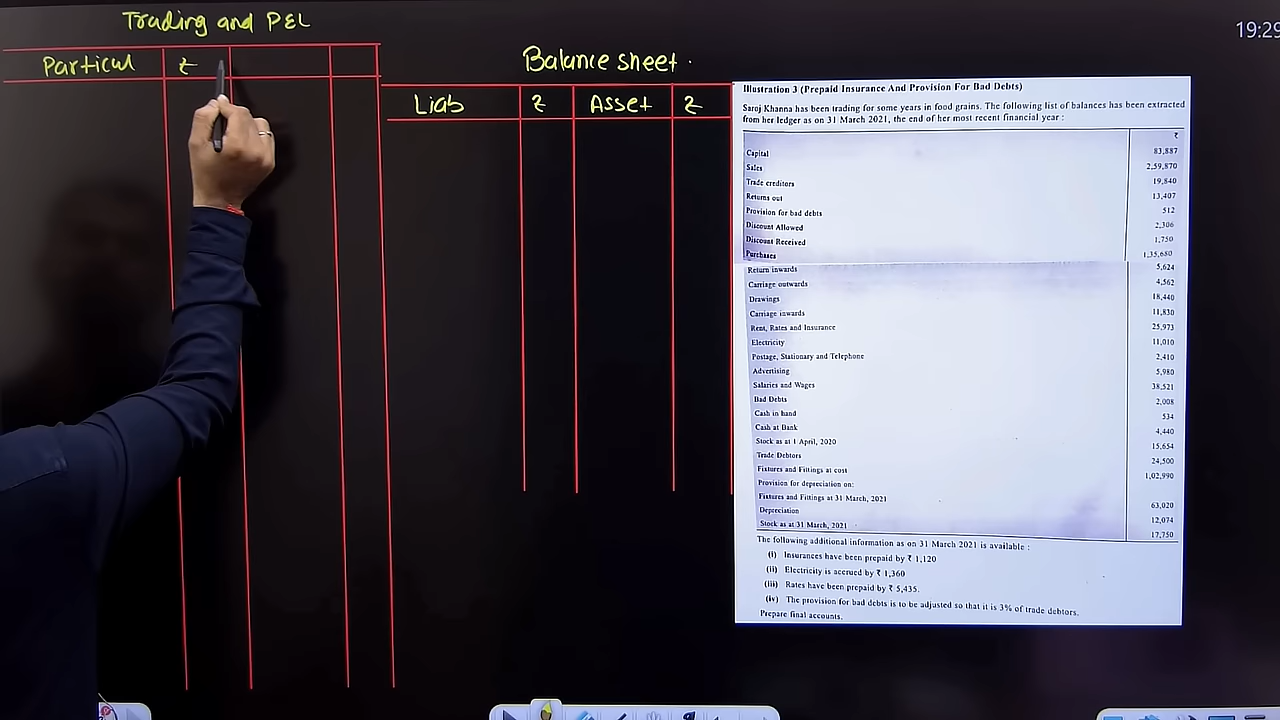 Trading and P&L
19:29
Particul ₹
Balance sheet.
Liab ₹ Asset ₹
Illustration 3 (Prepaid Insurance And Provision For Bad Debts)
Saroj Khanna has been trading for some years in food grains. The following list of balances has been extracted
from her ledger as on 31 March 2021, the end of her most recent financial year :
₹
Capital 83,887
Sales 2,59,870
Trade creditors 19,840
Returns out 13,407
Provision for bad debts 512
Discount Allowed 2,306
Discount Received 1,750
Purchases 1,35,680
Return inwards 5,624
Carriage outwards 4,562
Drawings 18,440
Carriage inwards 11,830
Rent, Rates and Insurance 25,973
Electricity 11,010
Postage, Stationary and Telephone 2,410
Advertising 5,980
Salaries and Wages 38,521
Bad Debts 2,008
Cash in hand 534
Cash at Bank 4,440
Stock as at 1 April, 2020 15,654
Trade Debtors 24,500
Fixtures and Fittings at cost 1,02,990
Provision for depreciation on:
Fixtures and Fittings at 31 March, 2021 63,020
Depreciation 12,074
Stock as at 31 March, 2021 17,750
The following additional information as on 31 March 2021 is available :
(i) Insurances have been prepaid by ₹ 1,120
(ii) Electricity is accrued by ₹ 1,360
(iii) Rates have been prepaid by ₹ 5,435.
(iv) The provision for bad debts is to be adjusted so that it is 3% of trade debtors.
Prepare final accounts.